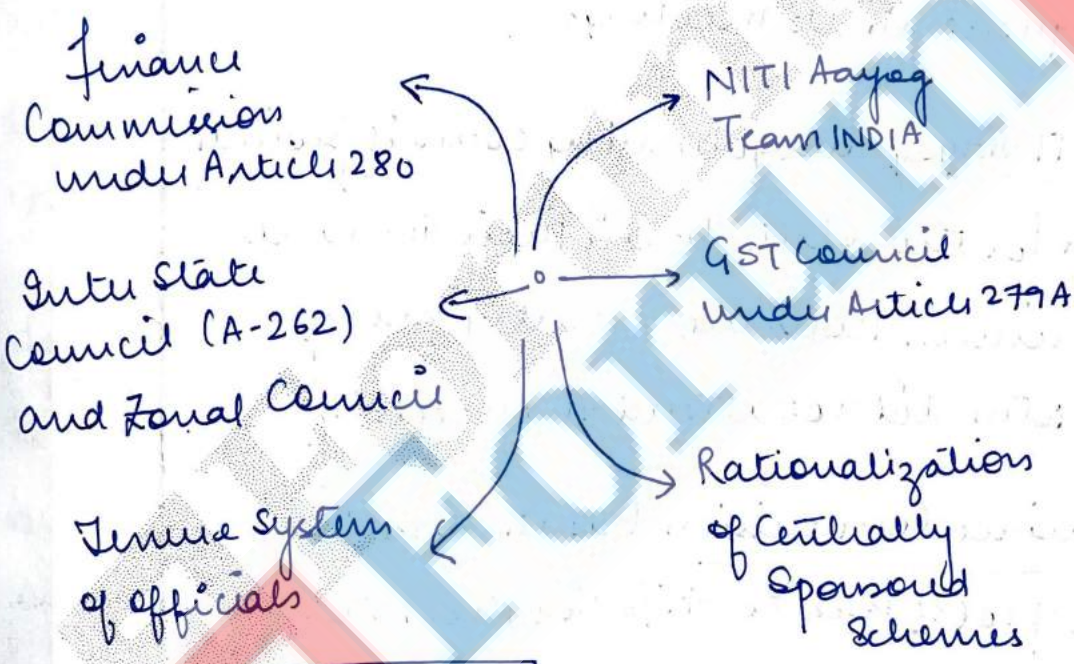 Finance
Commission
under Article 280
NITI Aayog
Team INDIA
Inter State
Council (A-262)
and Zonal Council
GST Council
under Article 279A
Tenure System
of officials
Rationalization
of Centrally
Sponsored
Schemes
Forum